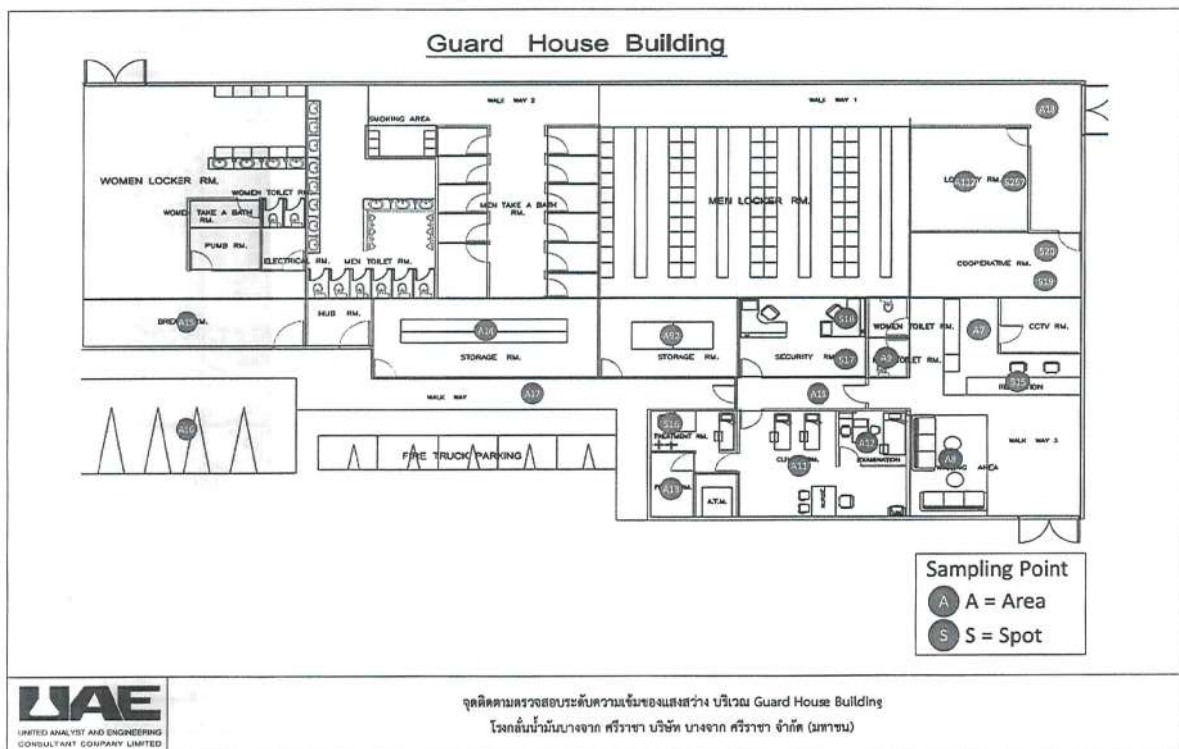 Guard House Building
WALK WAY 2
WALK WAY 1
A18
SMOKING AREA
WOMEN LOCKER RM.
WOMEN TOILET RM.
WOMEN TAKE A BATH
RM.
PUMB RM.
ELECTRICAL RM.
MEN TOILET RM.
MEN TAKE A BATH
RM.
MEN LOCKER RM.
RM.
S257
COOPERATIVE RM.
S20
S19
A15
HUB RM.
STORAGE RM.
A92
STORAGE RM.
S18
SECURITY RM.
S17
WOMEN TOILET RM.
A9
TOILET RM.
A7
CCTV RM.
WALK WAY
A17
WALK WAY 3
FIRE TRUCK PARKING
S16
TREATMENT RM.
A11
A12
EXAMINATION
A13
A.T.M.
NURSE
AREA
Sampling Point
A A = Area
S S = Spot
UAE
UNITED ANALYST AND ENGINEERING
CONSULTANT COMPANY LIMITED
จุดติดตามตรวจสอบระดับความเข้มของแสงสว่าง บริเวณ Guard House Building
โรงกลั่นน้ำมันบางจาก ศรีราชา บริษัท บางจาก ศรีราชา จำกัด (มหาชน)